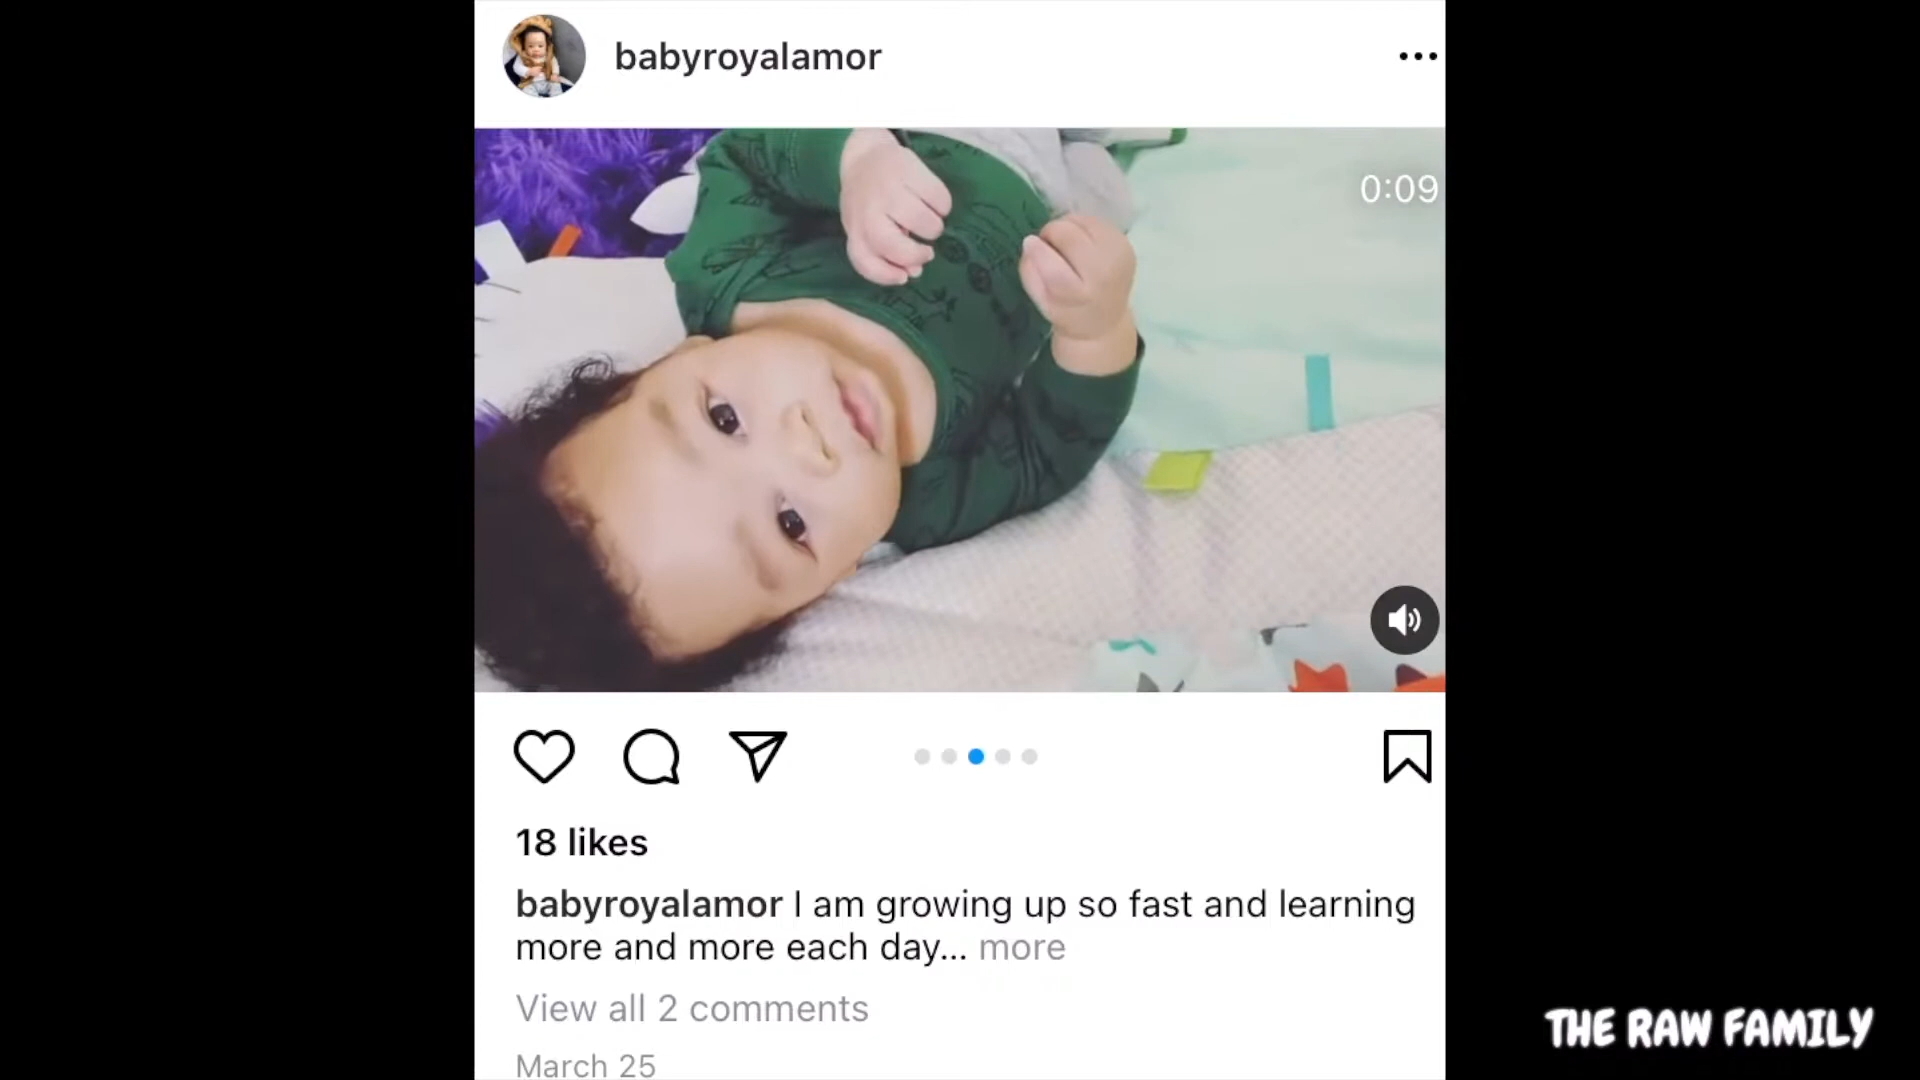 babyroyalamor
0:09
18 likes
babyroyalamor I am growing up so fast and learning
more and more each day... more
View all 2 comments
March 25
THE RAW FAMILY